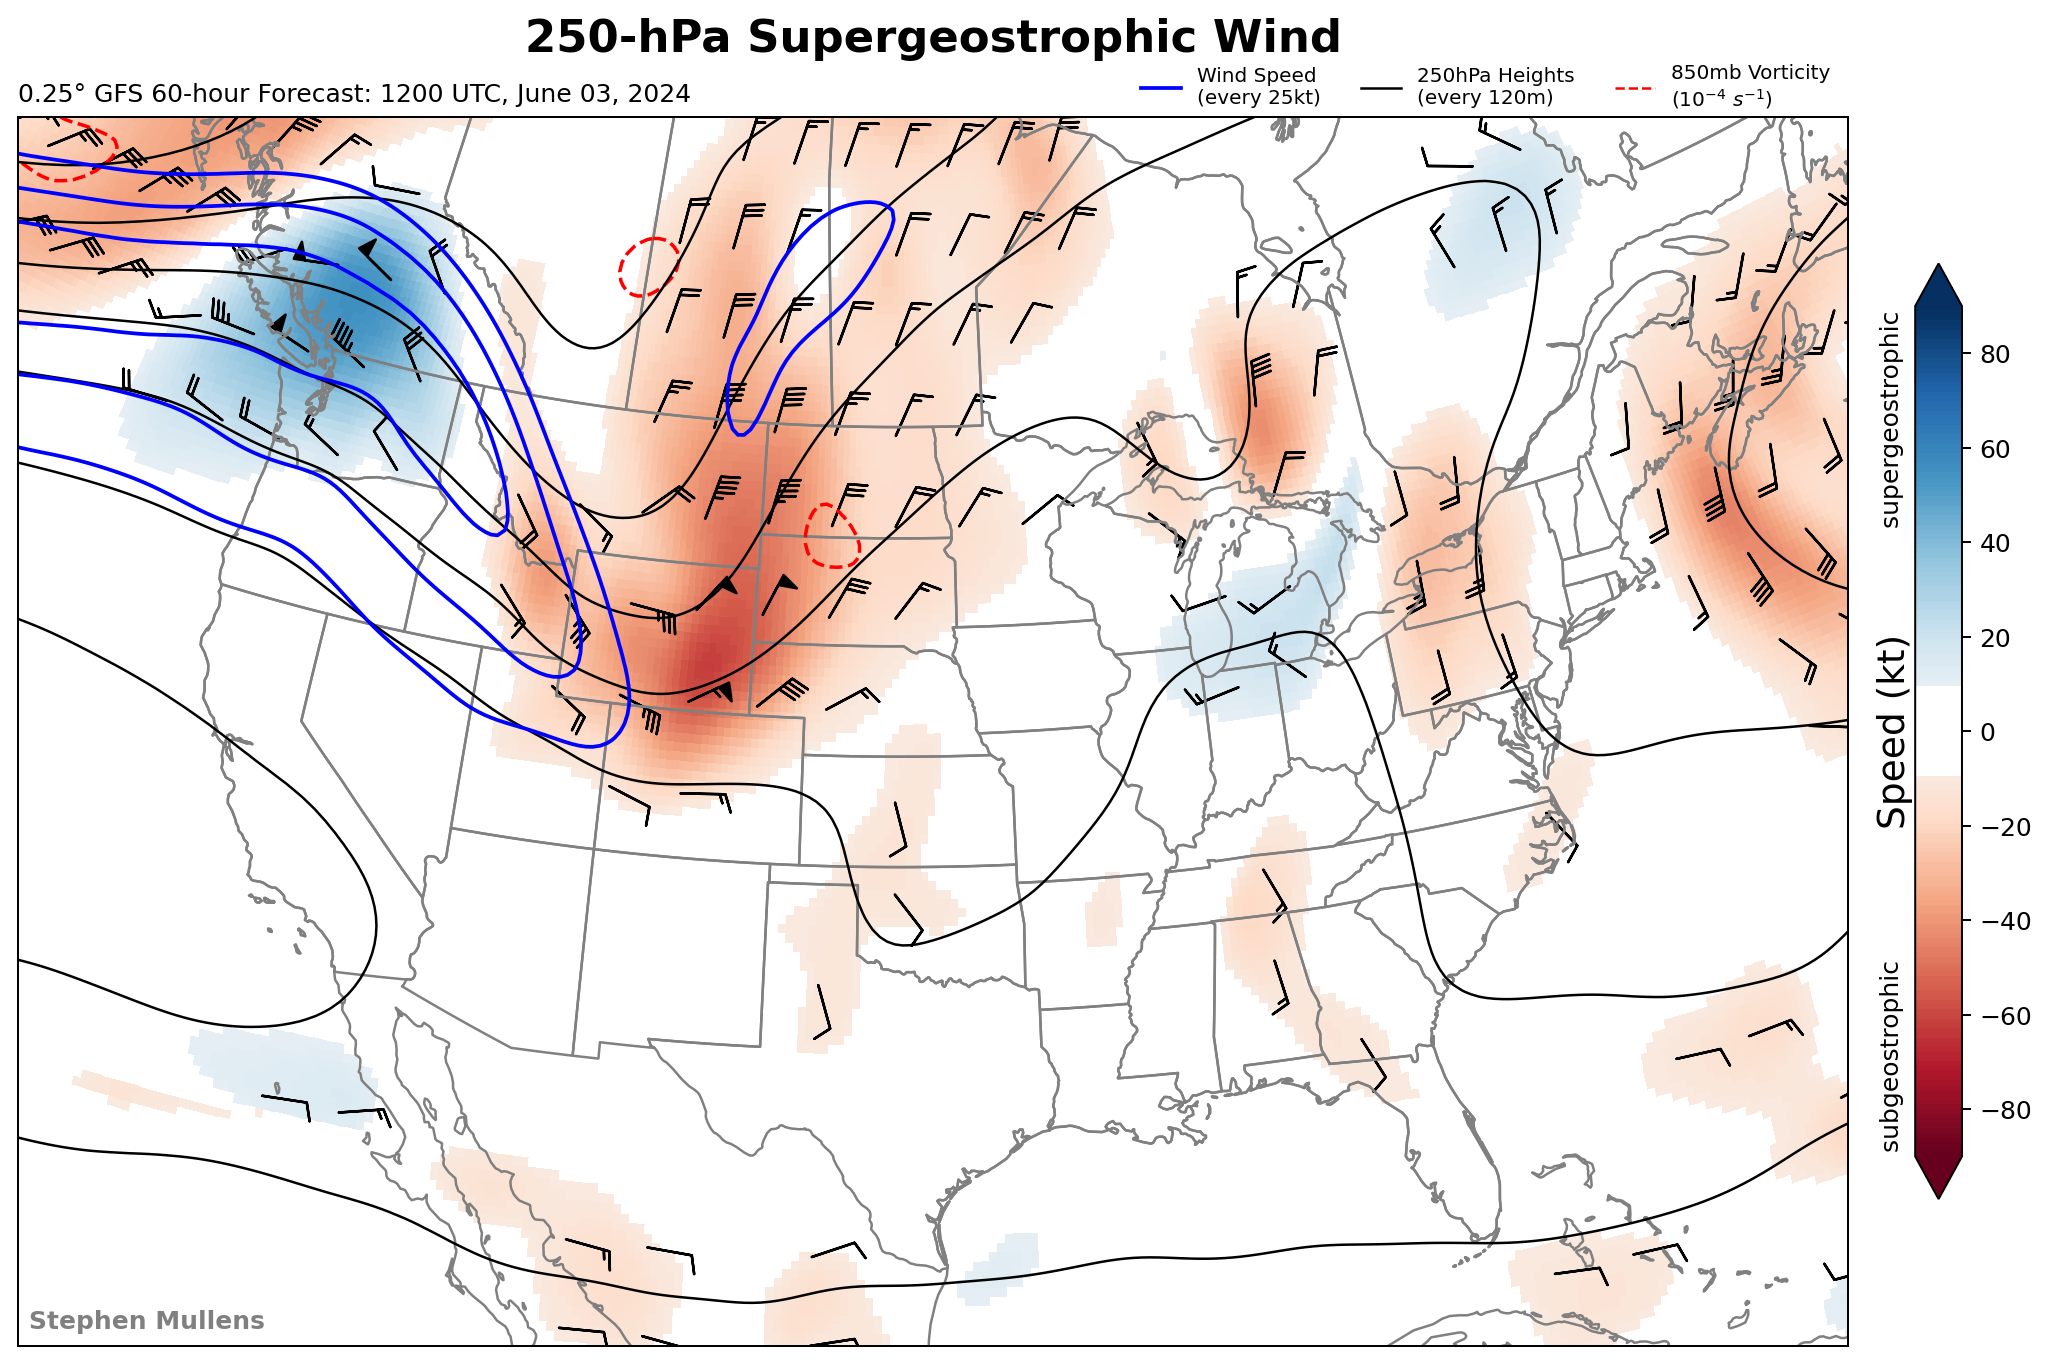 250-hPa Supergeostrophic Wind
0.25° GFS 60-hour Forecast: 1200 UTC, June 03, 2024
Wind Speed
(every 25kt)
250hPa Heights
(every 120m)
850mb Vorticity
(10⁻⁴ s⁻¹)
supergeostrophic
Speed (kt)
subgeostrophic
80
60
40
20
0
−20
−40
−60
−80
Stephen Mullens